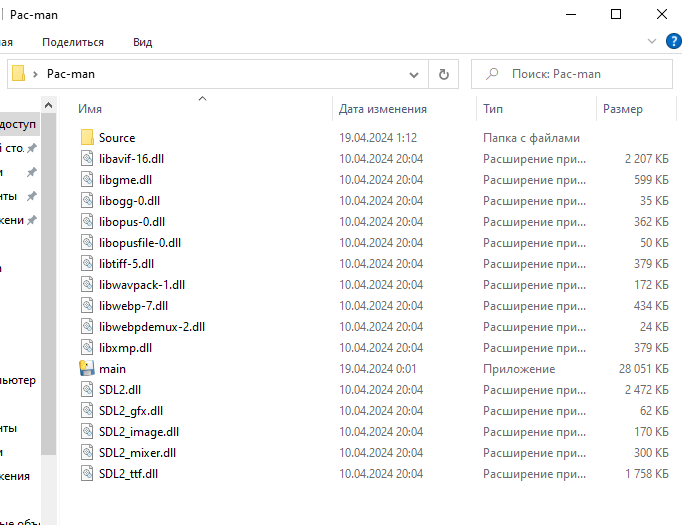 Pac-man
Поделиться Вид
Pac-man Поиск: Pac-man
Имя Дата изменения Тип Размер
Source 19.04.2024 1:12 Папка с файлами
libavif-16.dll 10.04.2024 20:04 Расширение при... 2 207 КБ
libgme.dll 10.04.2024 20:04 Расширение при... 599 КБ
libogg-0.dll 10.04.2024 20:04 Расширение при... 35 КБ
libopus-0.dll 10.04.2024 20:04 Расширение при... 362 КБ
libopusfile-0.dll 10.04.2024 20:04 Расширение при... 50 КБ
libtiff-5.dll 10.04.2024 20:04 Расширение при... 379 КБ
libwavpack-1.dll 10.04.2024 20:04 Расширение при... 172 КБ
libwebp-7.dll 10.04.2024 20:04 Расширение при... 434 КБ
libwebpdemux-2.dll 10.04.2024 20:04 Расширение при... 24 КБ
libxmp.dll 10.04.2024 20:04 Расширение при... 379 КБ
main 19.04.2024 0:01 Приложение 28 051 КБ
SDL2.dll 10.04.2024 20:04 Расширение при... 2 472 КБ
SDL2_gfx.dll 10.04.2024 20:04 Расширение при... 62 КБ
SDL2_image.dll 10.04.2024 20:04 Расширение при... 170 КБ
SDL2_mixer.dll 10.04.2024 20:04 Расширение при... 300 КБ
SDL2_ttf.dll 10.04.2024 20:04 Расширение при... 1 758 КБ